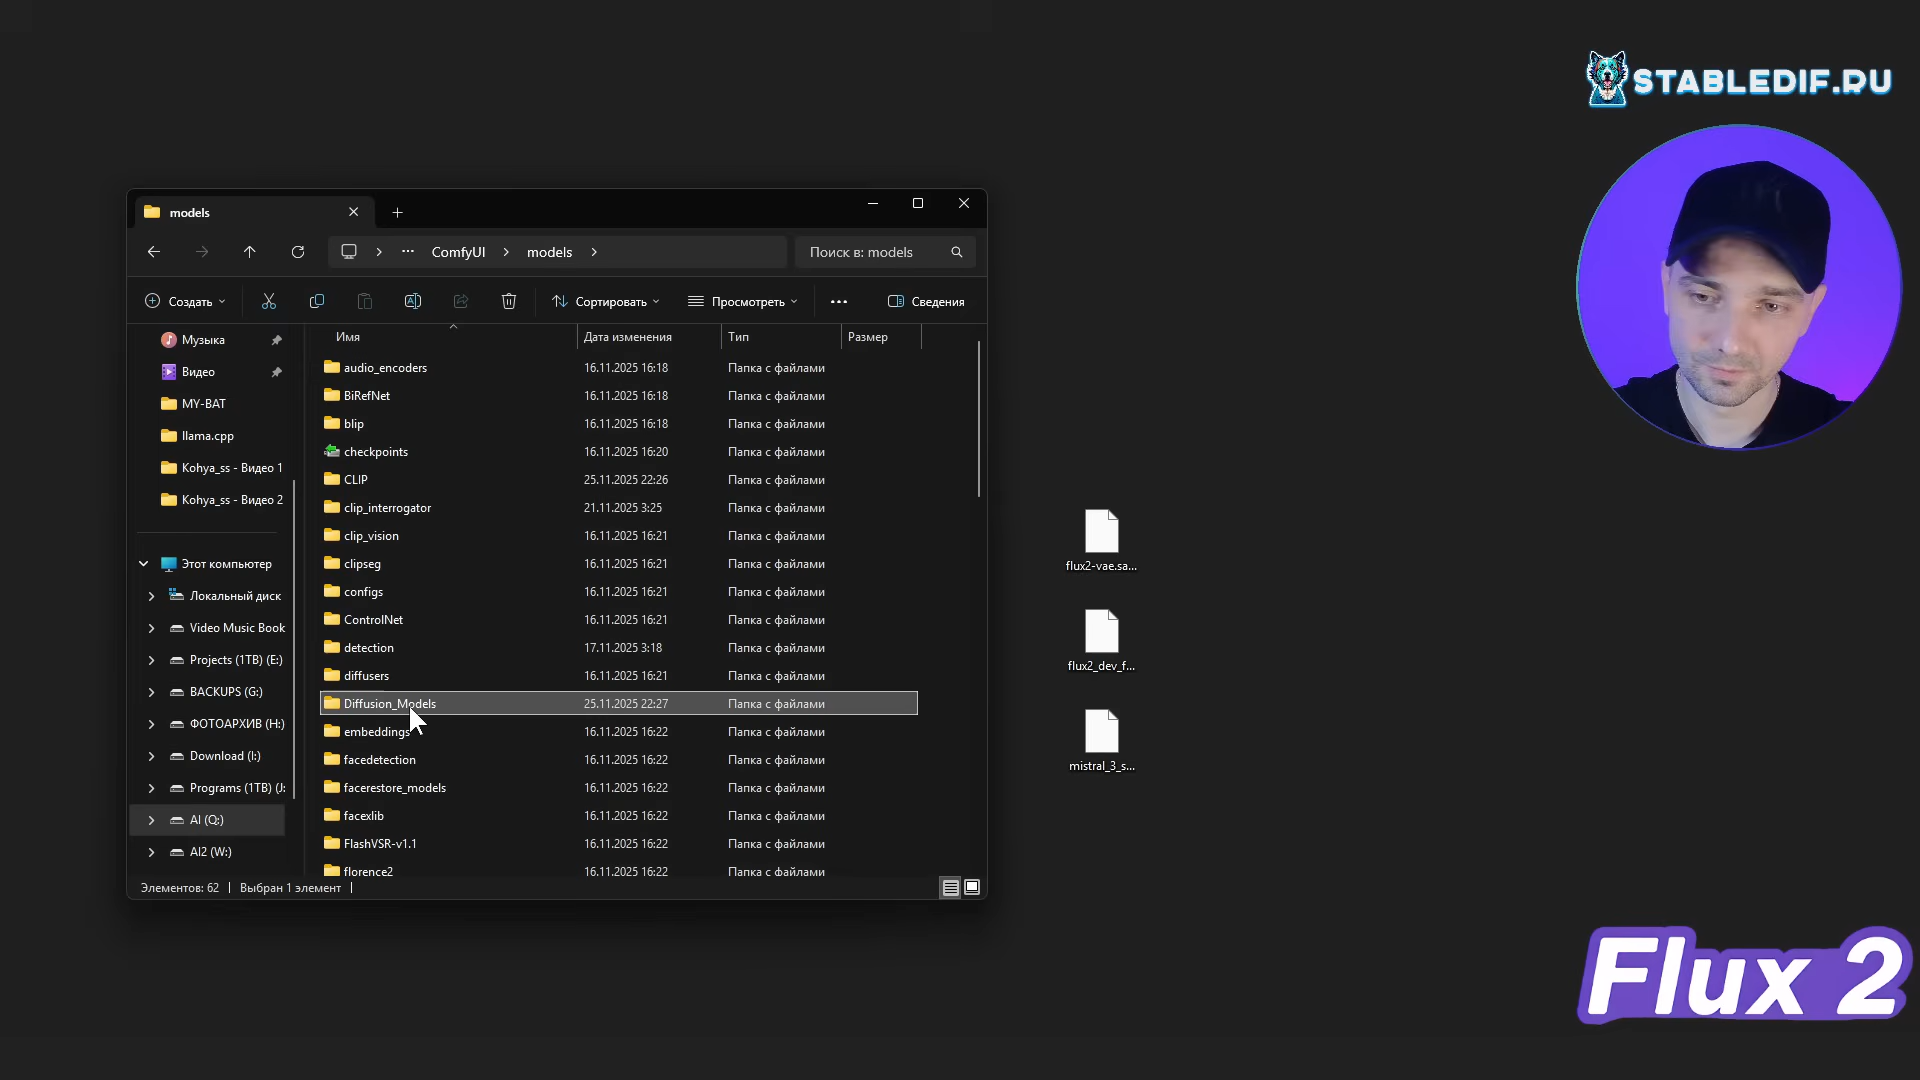 STABLEDIF.RU
models
ComfyUI
models
Поиск в: models
Создать
Сортировать
Просмотреть
Сведения
Имя
Дата изменения
Тип
Размер
Музыка
Видео
MY-BAT
llama.cpp
Kohya_ss - Видео 1
Kohya_ss - Видео 2
Этот компьютер
Локальный диск
Video Music Book
Projects (1TB) (E:)
BACKUPS (G:)
ФОТОАРХИВ (H:)
Download (I:)
Programs (1TB) (J:
AI (Q:)
AI2 (W:)
audio_encoders 16.11.2025 16:18 Папка с файлами
BiRefNet 16.11.2025 16:18 Папка с файлами
blip 16.11.2025 16:18 Папка с файлами
checkpoints 16.11.2025 16:20 Папка с файлами
CLIP 25.11.2025 22:26 Папка с файлами
clip_interrogator 21.11.2025 3:25 Папка с файлами
clip_vision 16.11.2025 16:21 Папка с файлами
clipseg 16.11.2025 16:21 Папка с файлами
configs 16.11.2025 16:21 Папка с файлами
ControlNet 16.11.2025 16:21 Папка с файлами
detection 17.11.2025 3:18 Папка с файлами
diffusers 16.11.2025 16:21 Папка с файлами
Diffusion_Models 25.11.2025 22:27 Папка с файлами
embeddings 16.11.2025 16:22 Папка с файлами
facedetection 16.11.2025 16:22 Папка с файлами
facerestore_models 16.11.2025 16:22 Папка с файлами
facexlib 16.11.2025 16:22 Папка с файлами
FlashVSR-v1.1 16.11.2025 16:22 Папка с файлами
florence2 16.11.2025 16:22 Папка с файлами
Элементов: 62 | Выбран 1 элемент |
flux2-vae.sa...
flux2_dev_f...
mistral_3_s...
Flux 2